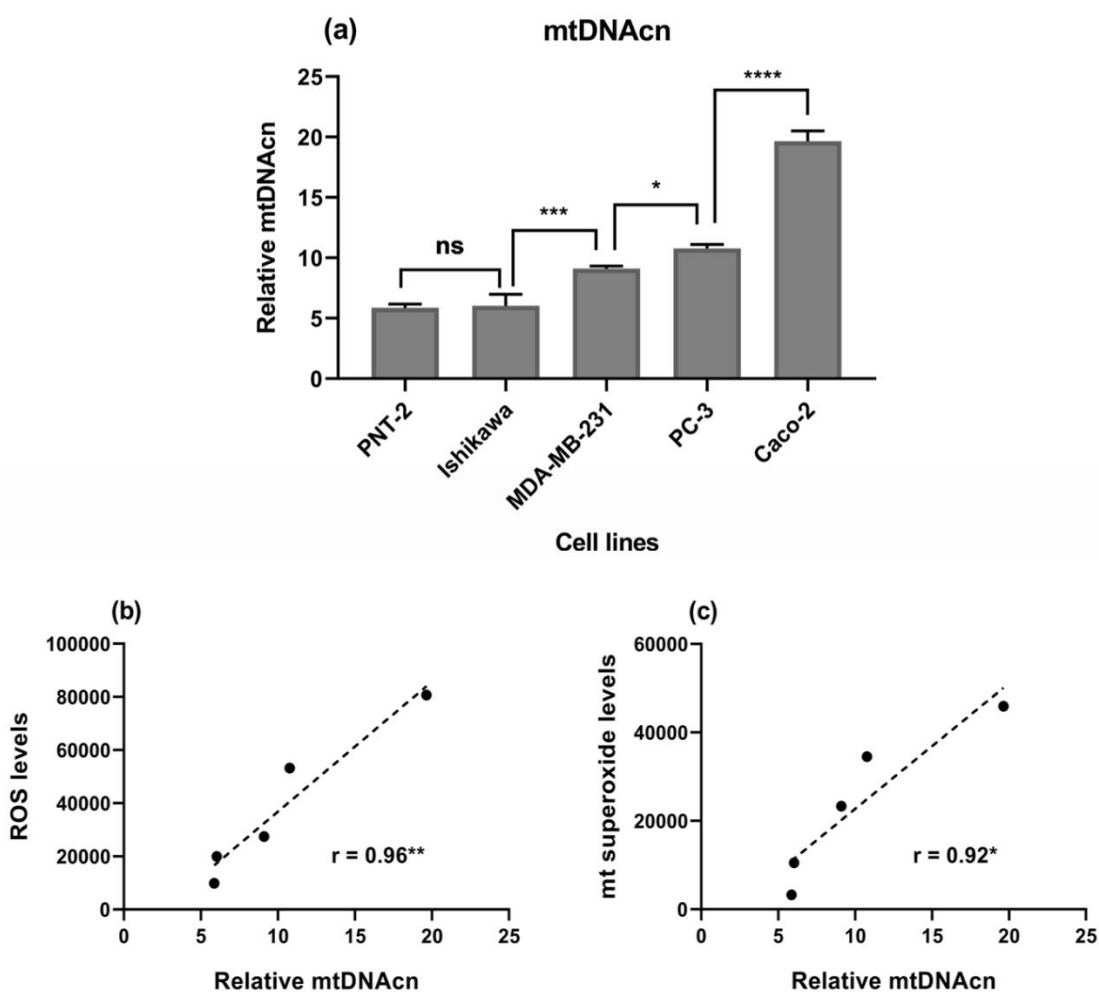 (a)
mtDNAcn
Relative mtDNAcn
25
20
15
10
5
0
ns
***
*
****
PNT-2
Ishikawa
MDA-MB-231
PC-3
Caco-2
Cell lines
(b)
ROS levels
100000
80000
60000
40000
20000
0
r = 0.96**
0 5 10 15 20 25
Relative mtDNAcn
(c)
mt superoxide levels
60000
40000
20000
0
r = 0.92*
0 5 10 15 20 25
Relative mtDNAcn